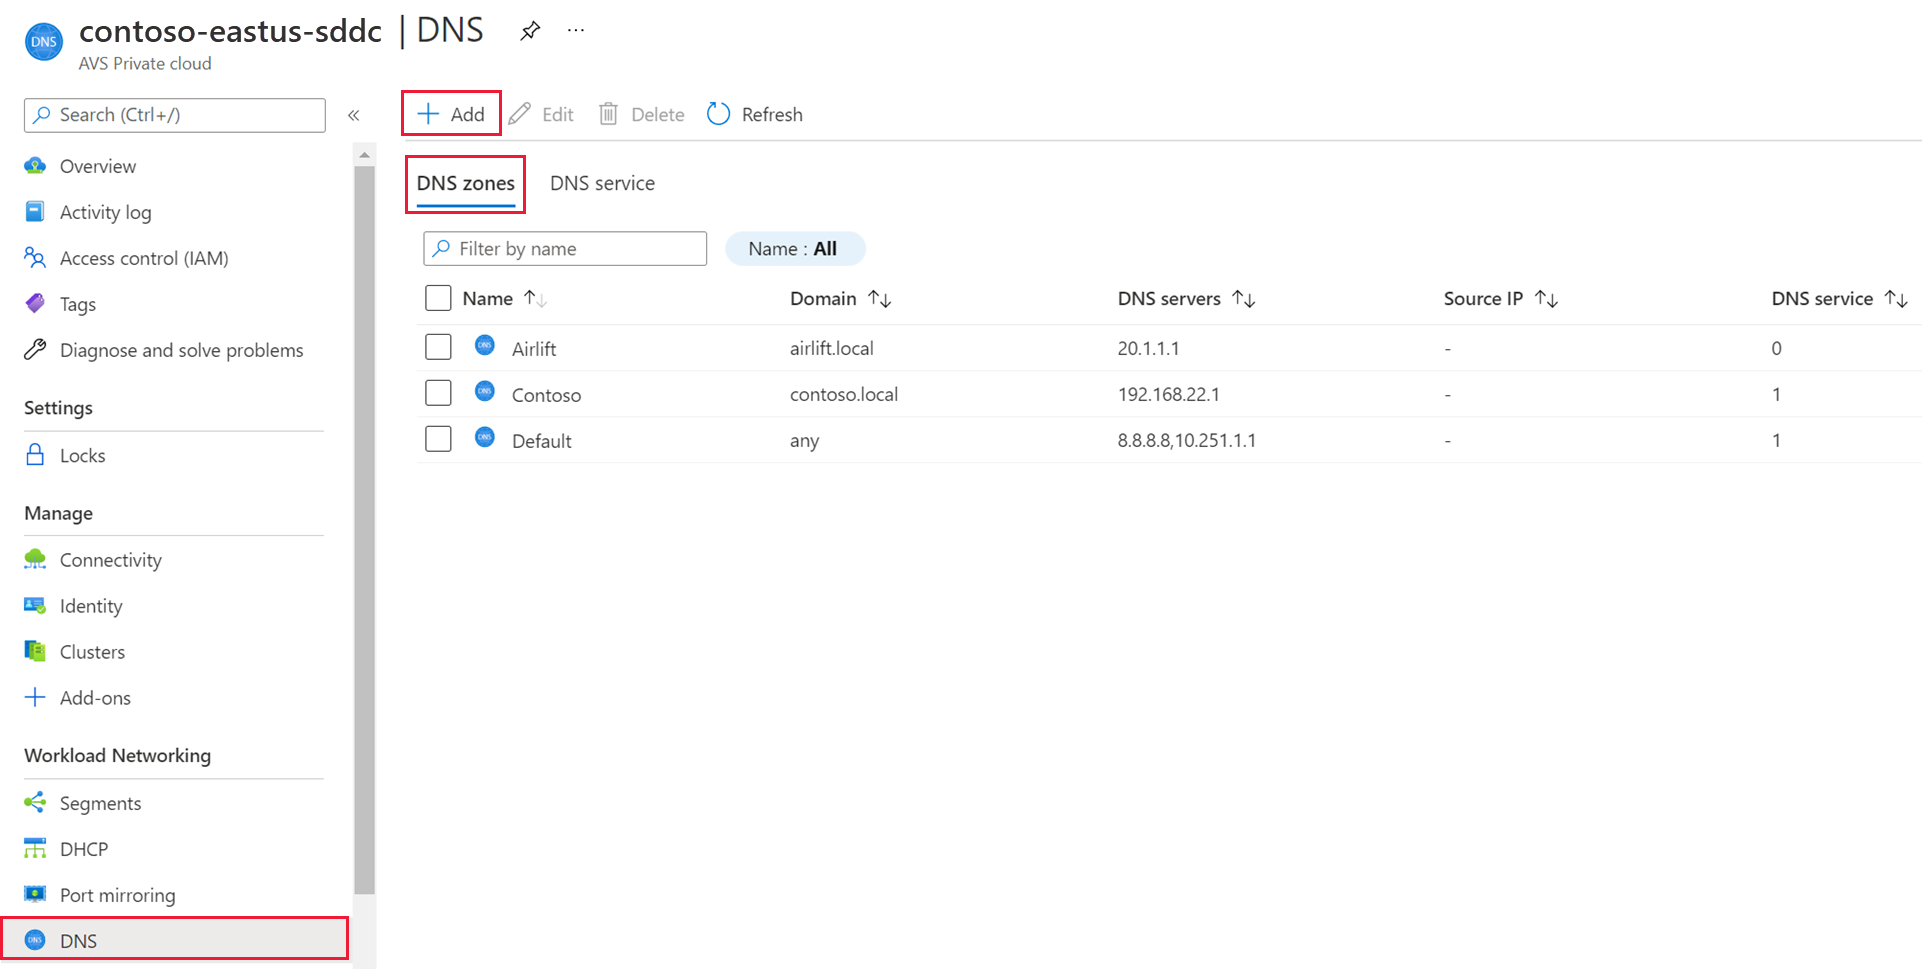 contoso-eastus-sddc | DNS ...
AVS Private cloud
Search (Ctrl+/)
«
Overview
Activity log
Access control (IAM)
Tags
Diagnose and solve problems
Settings
Locks
Manage
Connectivity
Identity
Clusters
Add-ons
Workload Networking
Segments
DHCP
Port mirroring
DNS
Add Edit Delete Refresh
DNS zones DNS service
Filter by name Name : All
Name ↑↓ Domain ↑↓ DNS servers ↑↓ Source IP ↑↓ DNS service ↑↓
Airlift airlift.local 20.1.1.1 - 0
Contoso contoso.local 192.168.22.1 - 1
Default any 8.8.8.8,10.251.1.1 - 1